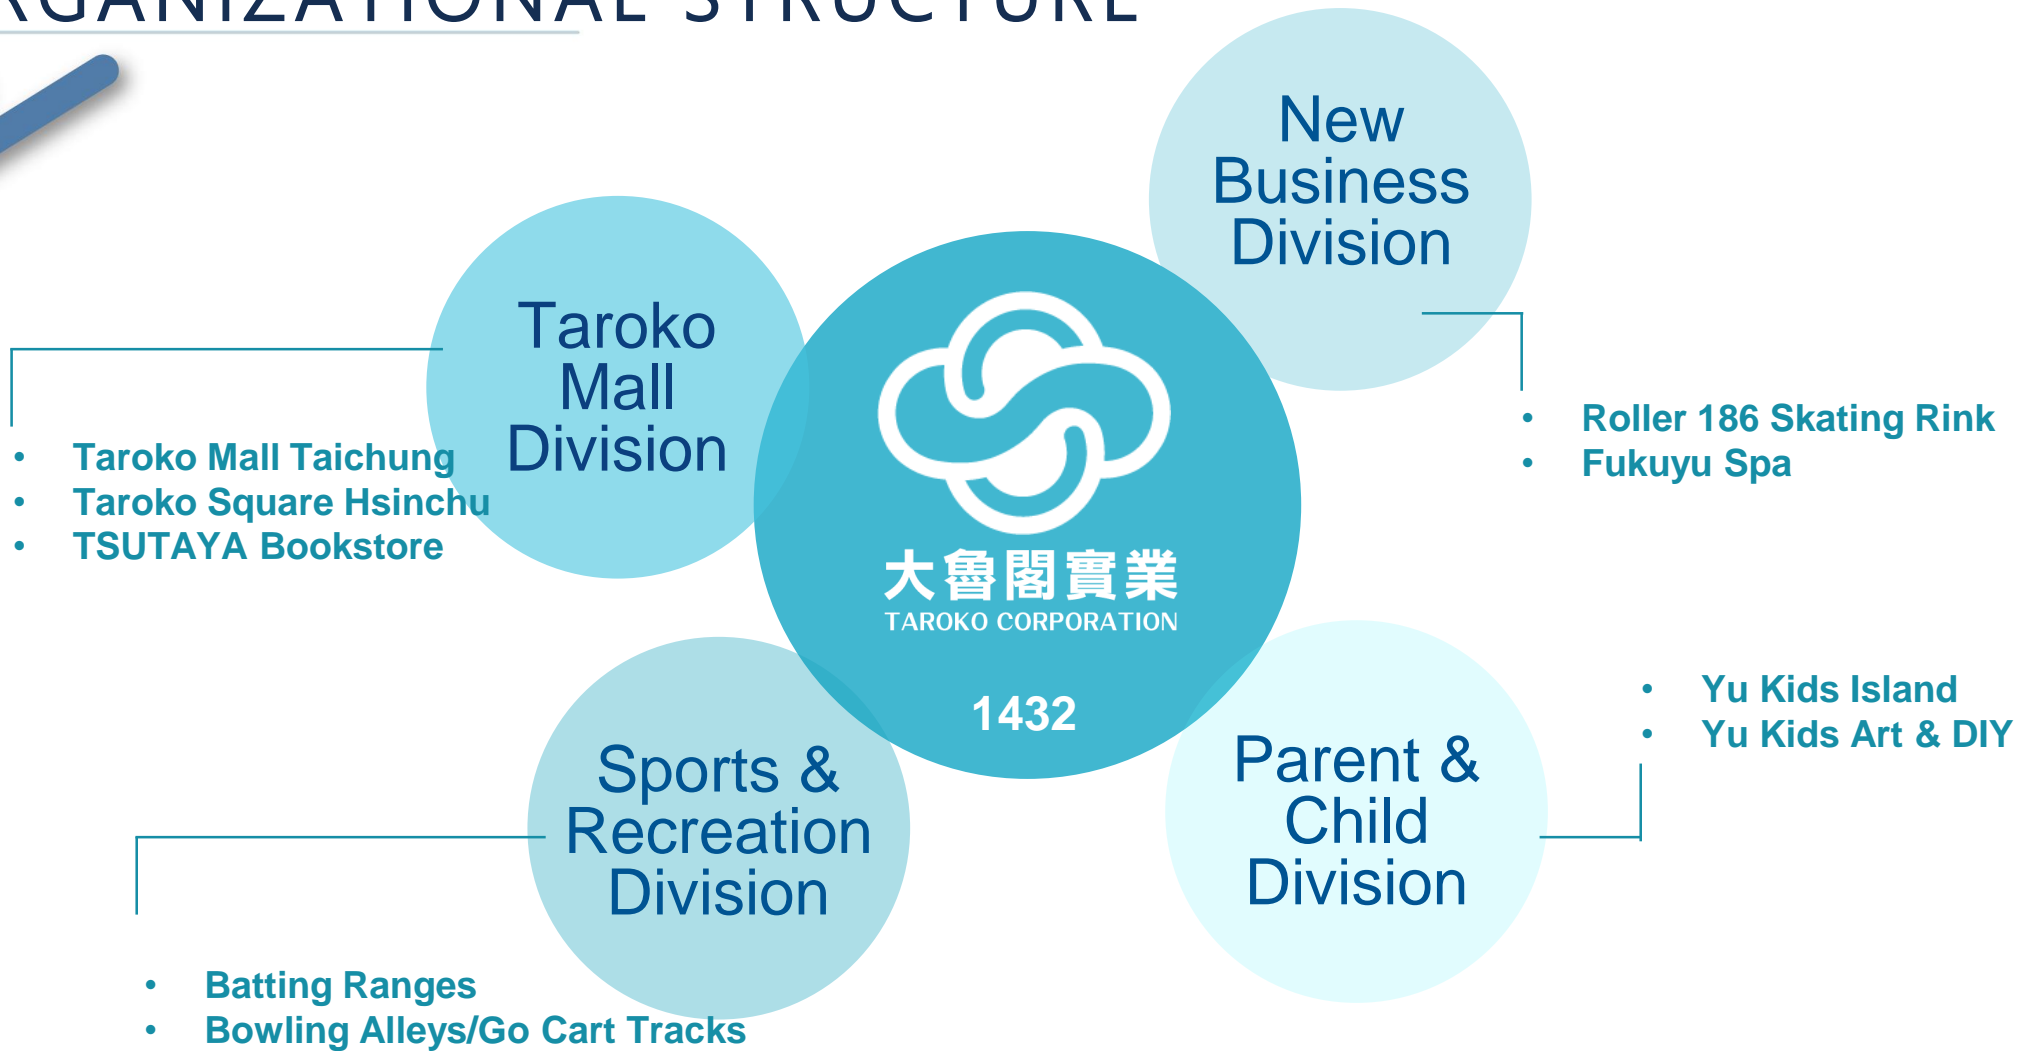 RGANIZATIONAL STRUCTURE
New
Business
Division
Taroko
Mall
Division
• Roller 186 Skating Rink
• Fukuyu Spa
• Taroko Mall Taichung
• Taroko Square Hsinchu
• TSUTAYA Bookstore
大魯閣實業
TAROKO CORPORATION
1432
• Yu Kids Island
• Yu Kids Art & DIY
Sports &
Recreation
Division
Parent &
Child
Division
• Batting Ranges
• Bowling Alleys/Go Cart Tracks